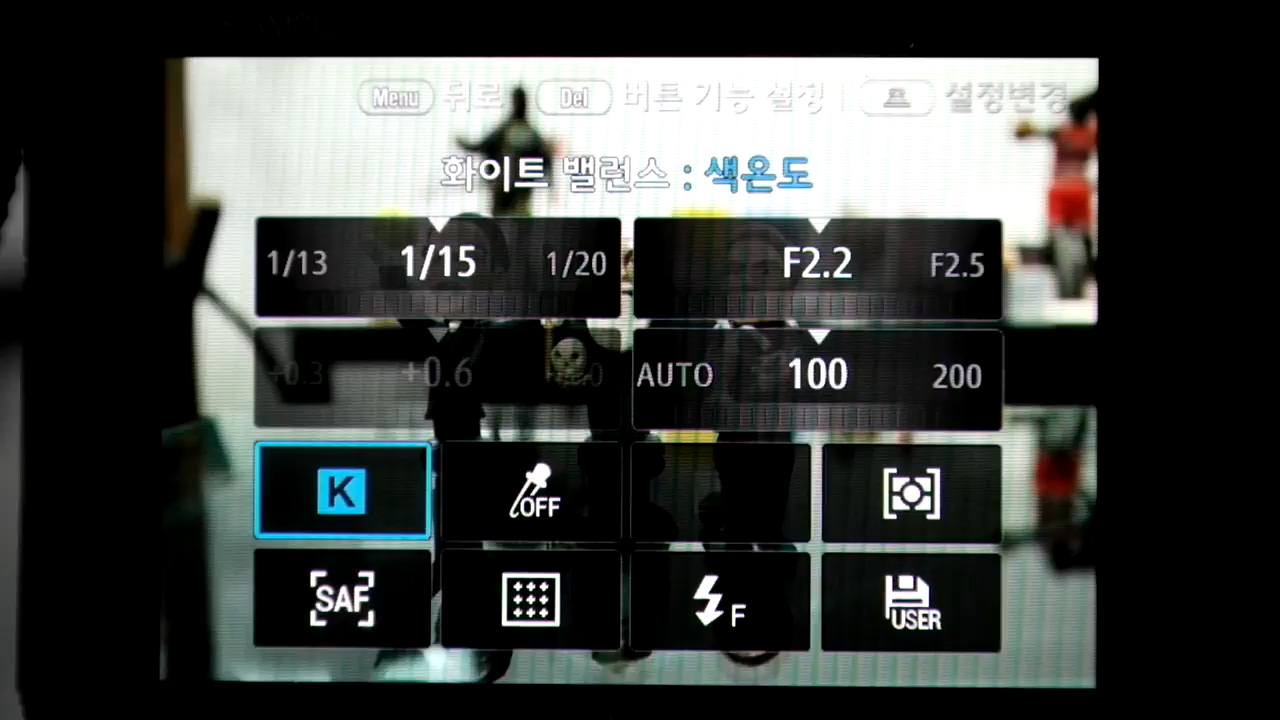 Menu 뒤로 Del 버튼 기능 설정 설정변경
화이트 밸런스 : 색온도
1/13 1/15 1/20 F2.2 F2.5
+0.3 +0.6 AUTO 100 200
K OFF
SAF F USER